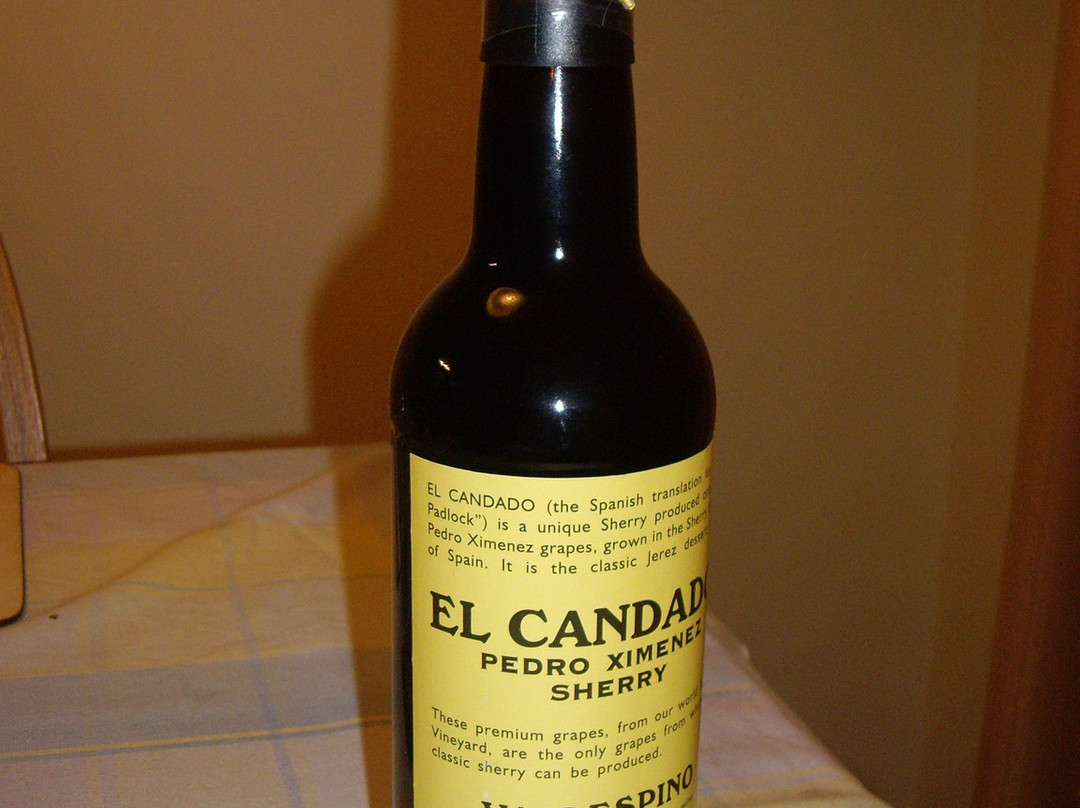 EL CANDADO (the Spanish translation
Padlock") is a unique Sherry produced
Pedro Ximenez grapes, grown in the Sherry
of Spain. It is the classic Jerez
EL CANDADO
PEDRO XIMENEZ
SHERRY
These premium grapes, from our world
Vineyard, are the only grapes from
classic sherry can be produced.